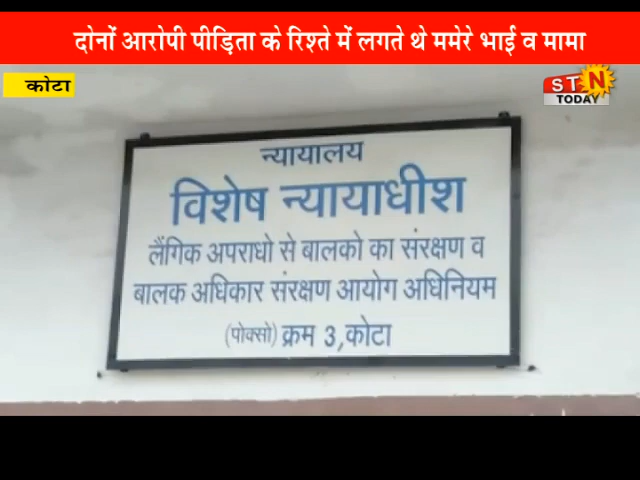 दोनों आरोपी पीड़िता को रिश्ते में लगते थे ममेरे भाई व मामा
कोटा
STN
TODAY
न्यायालय
विशेष न्यायाधीश
लैंगिक अपराधो से बालको का संरक्षण व
बालक अधिकार संरक्षण आयोग अधिनियम
(पोक्सो) क्रम 3,कोटा